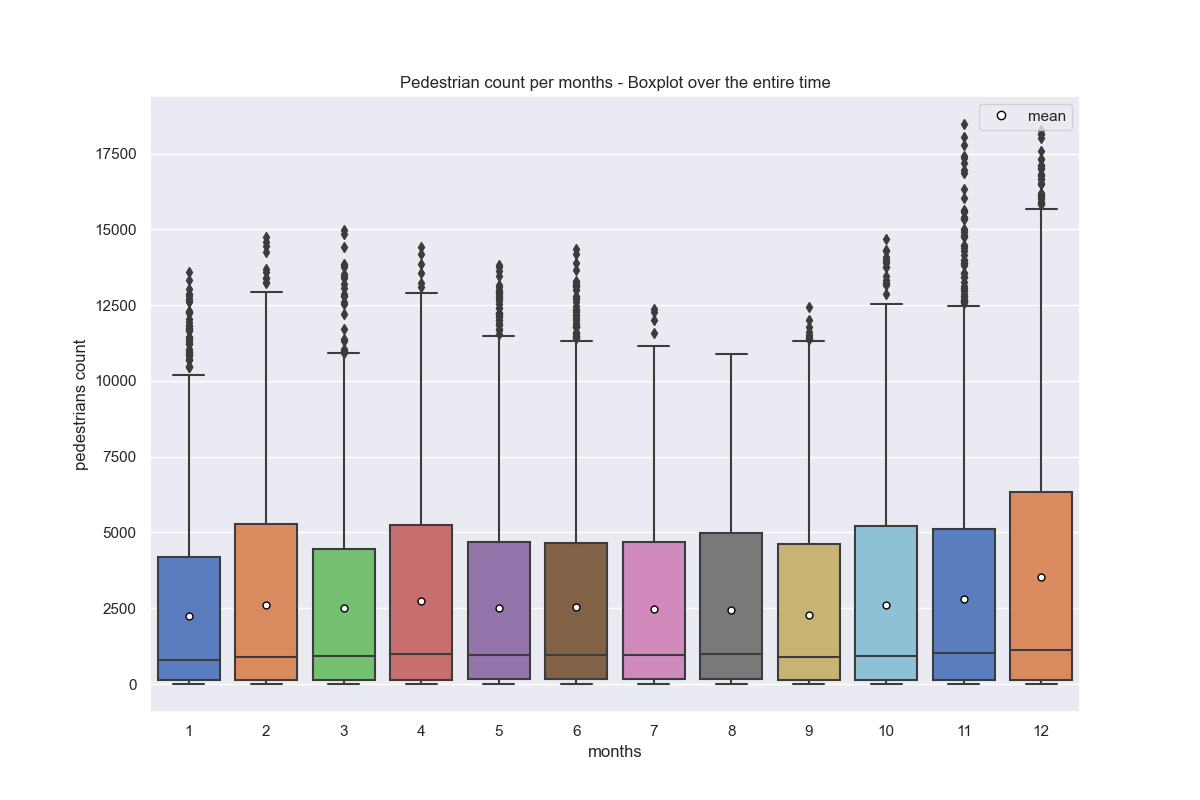 Pedestrian count per months - Boxplot over the entire time
mean
17500
15000
12500
10000
7500
5000
2500
0
pedestrians count
1 2 3 4 5 6 7 8 9 10 11 12
months